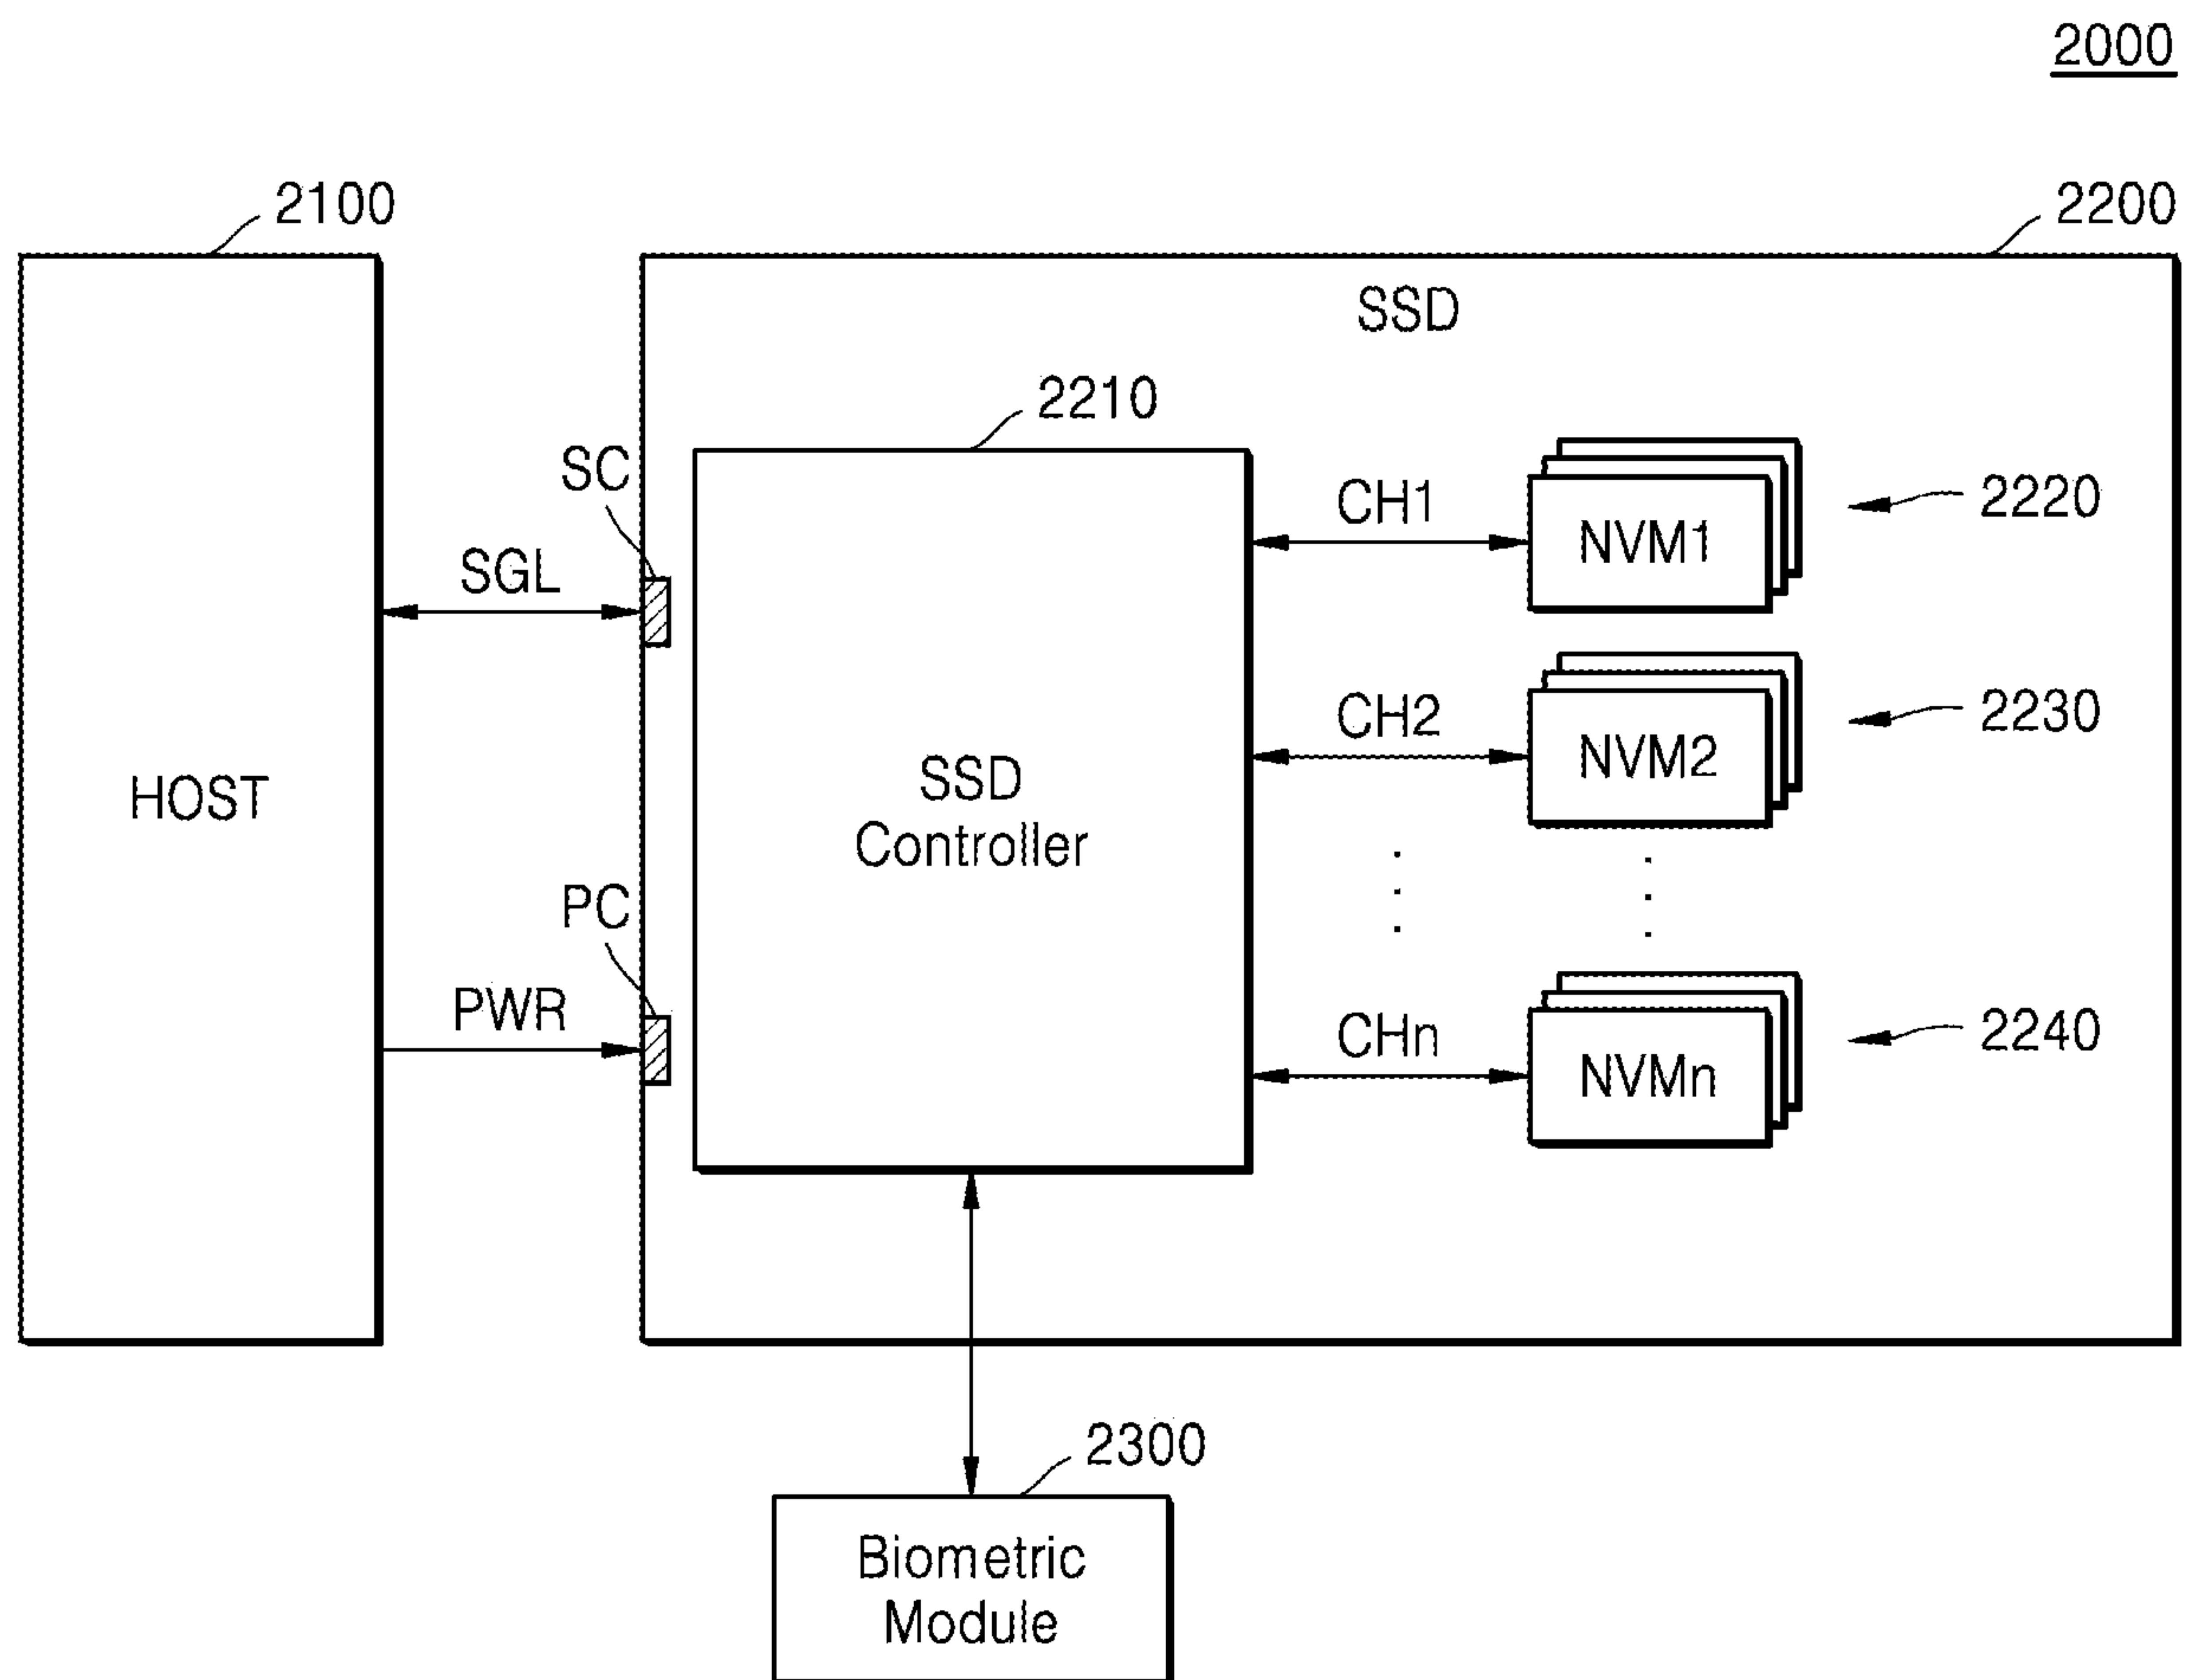 2000
2100
2200
SSD
2210
SC
CH1
2220
NVM1
SGL
CH2
2230
NVM2
HOST
SSD
Controller
PC
PWR
CHn
2240
NVMn
2300
Biometric
Module